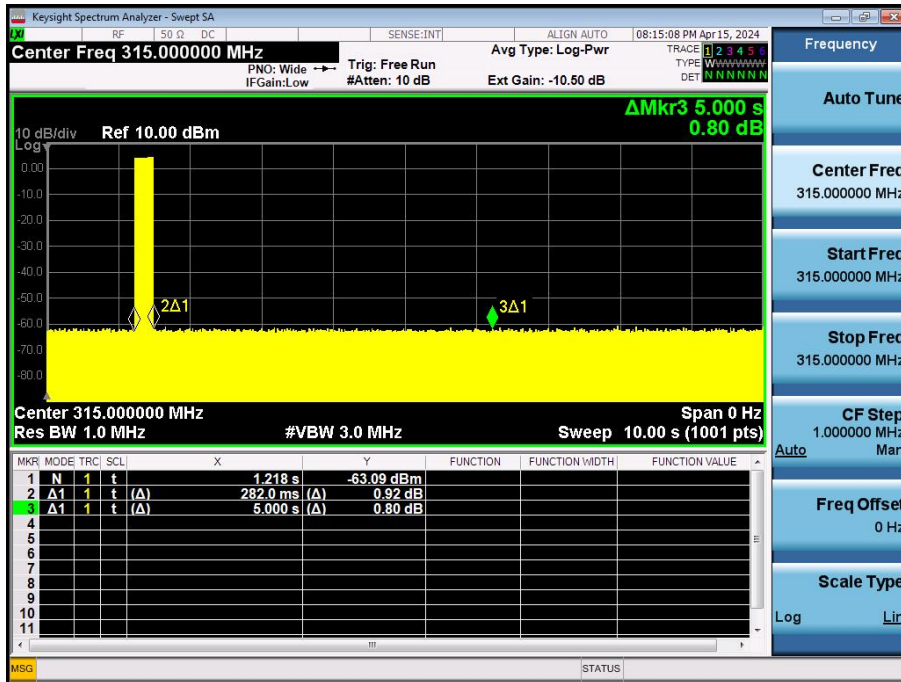 Keysight Spectrum Analyzer - Swept SA
LXI RF 50 Ω DC SENSE:INT ALIGN AUTO 08:15:08 PM Apr 15, 2024
Center Freq 315.000000 MHz
PNO: Wide
IFGain:Low
Trig: Free Run
#Atten: 10 dB
Avg Type: Log-Pwr
Ext Gain: -10.50 dB
TRACE 1 2 3 4 5 6
TYPE W
DET N N N N N N
ΔMkr3 5.000 s
0.80 dB
10 dB/div Ref 10.00 dBm
Log
0.00
-10.0
-20.0
-30.0
-40.0
-50.0
-60.0
-70.0
-80.0
2Δ1
3Δ1
Center 315.000000 MHz Span 0 Hz
Res BW 1.0 MHz #VBW 3.0 MHz Sweep 10.00 s (1001 pts)
MKR MODE TRC SCL X Y FUNCTION FUNCTION WIDTH FUNCTION VALUE
1 N 1 t 1.218 s -63.09 dBm
2 Δ1 1 t (Δ) 282.0 ms (Δ) 0.92 dB
3 Δ1 1 t (Δ) 5.000 s (Δ) 0.80 dB
4
5
6
7
8
9
10
11
MSG STATUS
Frequency
Auto Tune
Center Freq
315.000000 MHz
Start Freq
315.000000 MHz
Stop Freq
315.000000 MHz
CF Step
1.000000 MHz
Auto Man
Freq Offset
0 Hz
Scale Type
Log Lin